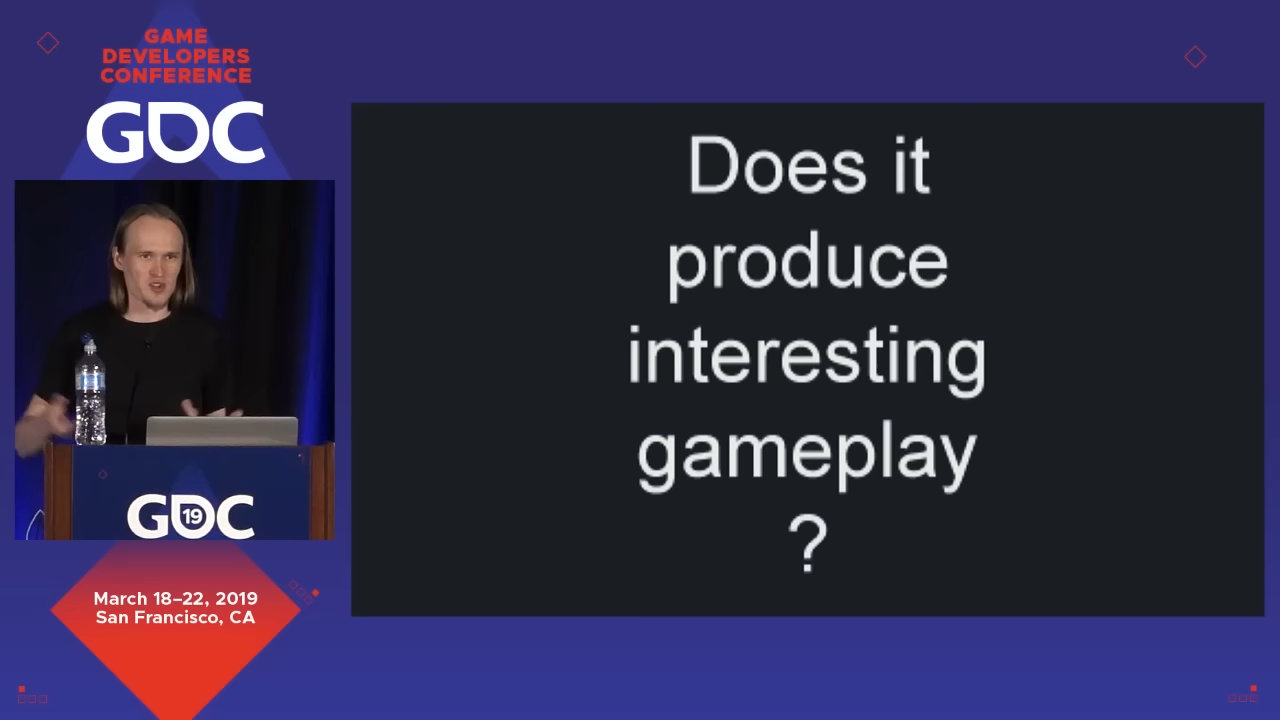 GAME
DEVELOPERS
CONFERENCE
GDC
Does it
produce
interesting
gameplay
?
GDC
19
March 18–22, 2019
San Francisco, CA